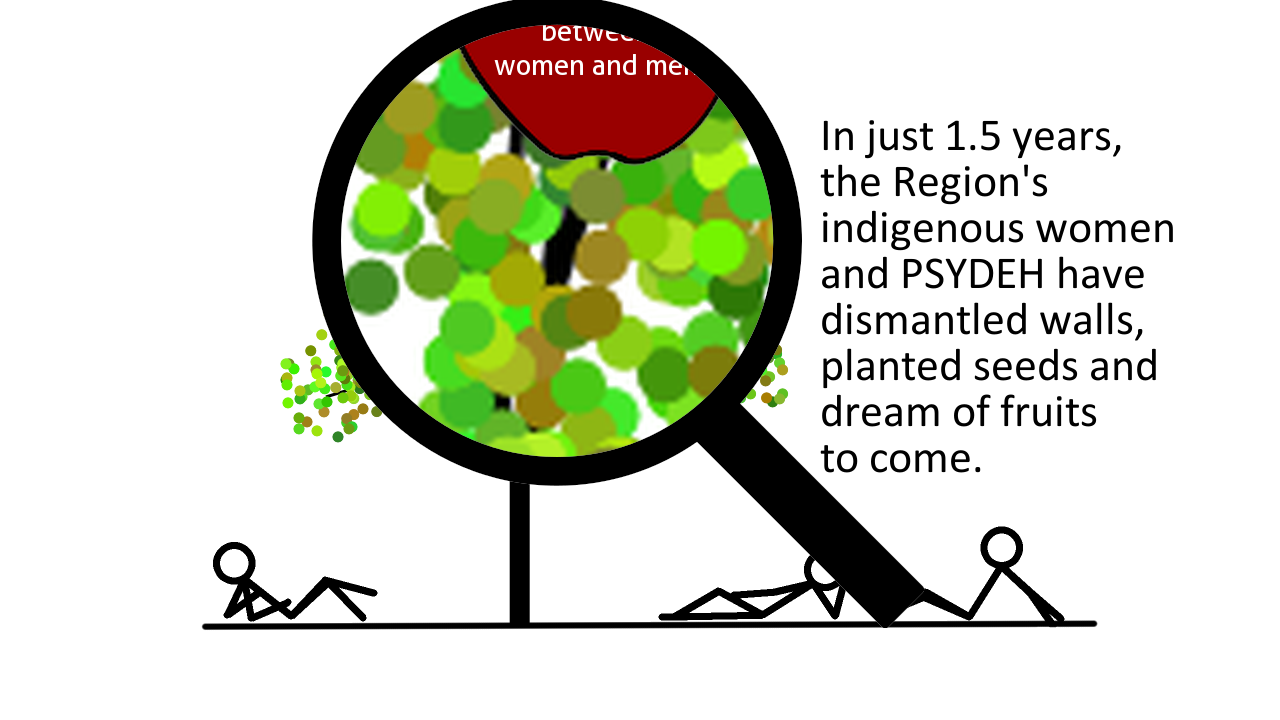 women and
In just 1.5 years,
the Region's
indigenous women
and PSYDEH have
dismantled walls,
planted seeds and
dream of fruits
to come.